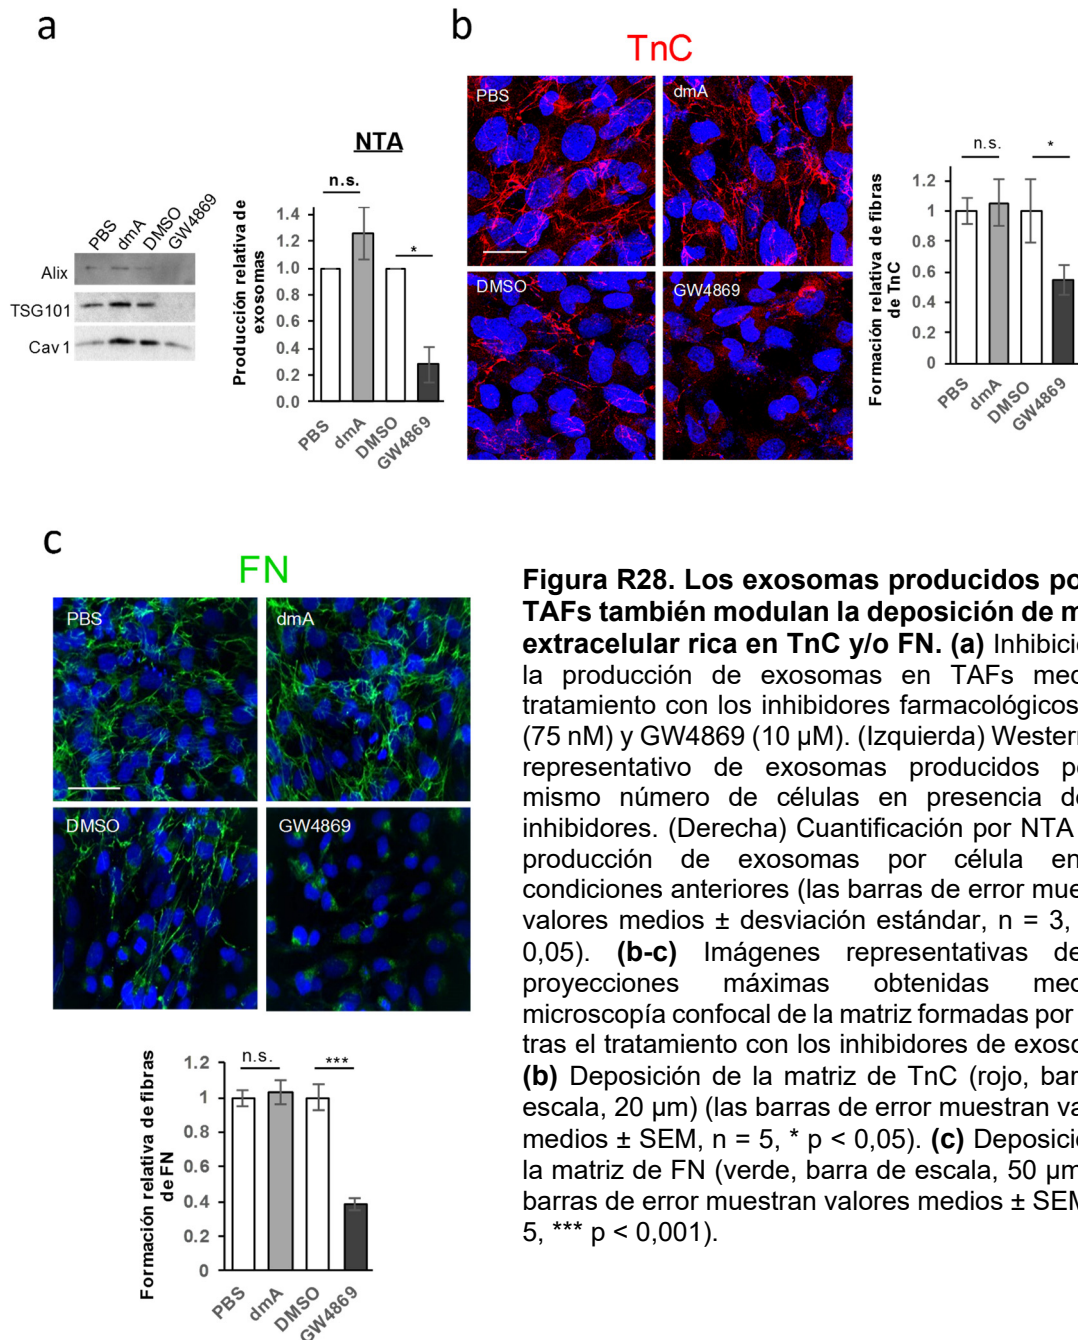 a
PBS
dmA
DMSO
GW4869
Alix
TSG101
Cav1
NTA
n.s.
*
1.4
1.2
1.0
0.8
0.6
0.4
0.2
0.0
Producción relativa de
exosomas
PBS
dmA
DMSO
GW4869
b
TnC
PBS
dmA
DMSO
GW4869
n.s.
*
1.2
1
0.8
0.6
0.4
0.2
0
Formación relativa de fibras
de TnC
PBS
dmA
DMSO
GW4869
c
FN
PBS
dmA
DMSO
GW4869
n.s.
***
1.2
1
0.8
0.6
0.4
0.2
0
Formación relativa de fibras
de FN
PBS
dmA
DMSO
GW4869
Figura R28. Los exosomas producidos po
TAFs también modulan la deposición de m
extracelular rica en TnC y/o FN. (a) Inhibici
la producción de exosomas en TAFs med
tratamiento con los inhibidores farmacológicos
(75 nM) y GW4869 (10 µM). (Izquierda) Western
representativo de exosomas producidos po
mismo número de células en presencia de
inhibidores. (Derecha) Cuantificación por NTA
producción de exosomas por célula en
condiciones anteriores (las barras de error mue
valores medios ± desviación estándar, n = 3,
0,05). (b-c) Imágenes representativas de
proyecciones máximas obtenidas med
microscopía confocal de la matriz formadas por
tras el tratamiento con los inhibidores de exoso
(b) Deposición de la matriz de TnC (rojo, bar
escala, 20 µm) (las barras de error muestran va
medios ± SEM, n = 5, * p < 0,05). (c) Deposici
la matriz de FN (verde, barra de escala, 50 µm
barras de error muestran valores medios ± SEM
5, *** p < 0,001).